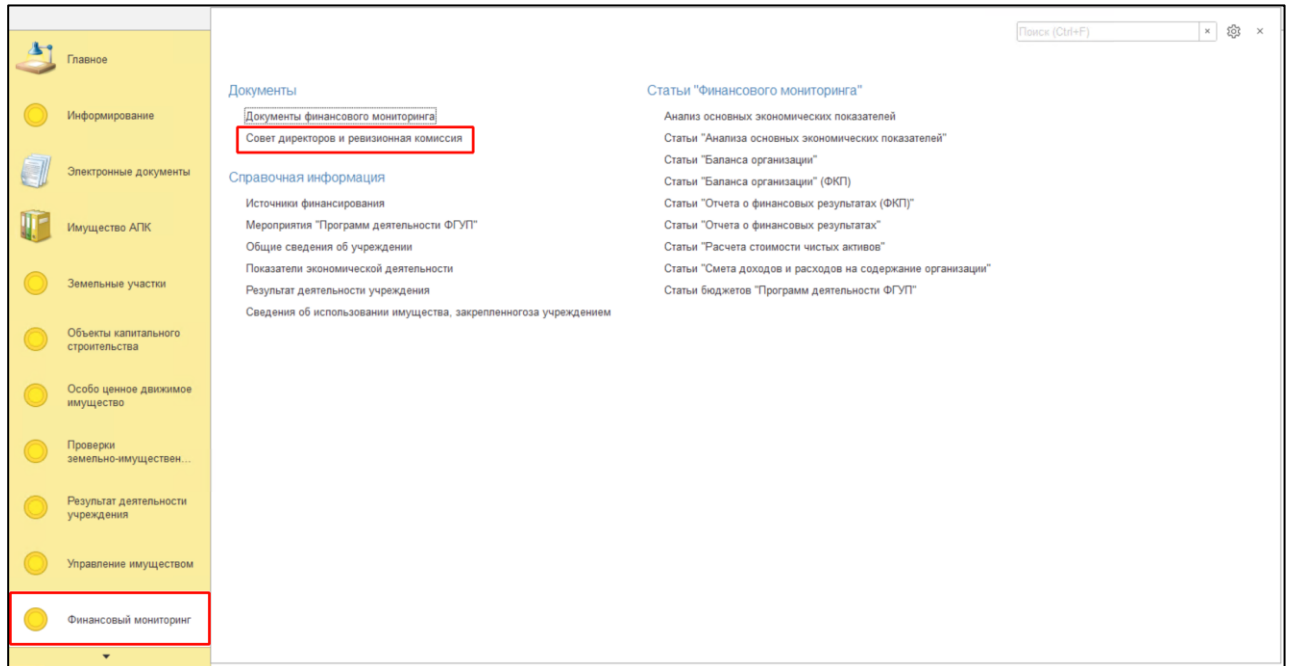 Поиск (Ctrl+F)
Главное
Информирование
Электронные документы
Имущество АПК
Земельные участки
Объекты капитального
строительства
Особо ценное движимое
имущество
Проверки
земельно-имуществен...
Результат деятельности
учреждения
Управление имуществом
Финансовый мониторинг
Документы
Документы финансового мониторинга
Совет директоров и ревизионная комиссия
Справочная информация
Источники финансирования
Мероприятия "Программ деятельности ФГУП"
Общие сведения об учреждении
Показатели экономической деятельности
Результат деятельности учреждения
Сведения об использовании имущества, закрепленногоза учреждением
Статьи "Финансового мониторинга"
Анализ основных экономических показателей
Статьи "Анализа основных экономических показателей"
Статьи "Баланса организации"
Статьи "Баланса организации" (ФКП)
Статьи "Отчета о финансовых результатах (ФКП)"
Статьи "Отчета о финансовых результатах"
Статьи "Расчета стоимости чистых активов"
Статьи "Смета доходов и расходов на содержание организации"
Статьи бюджетов "Программ деятельности ФГУП"